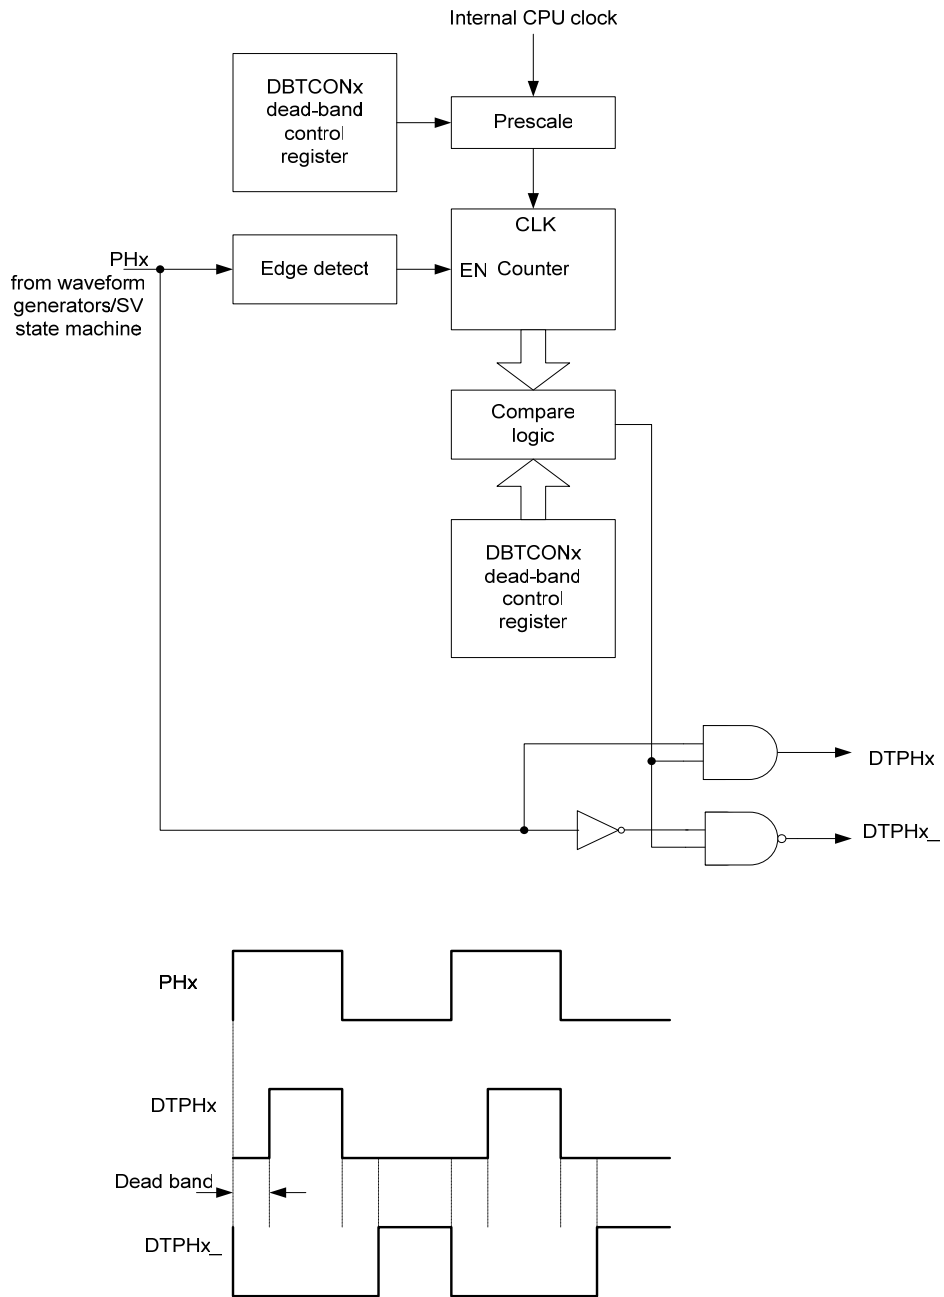 Internal CPU clock
DBTCONx
dead-band
control
register
Prescale
CLK
EN Counter
Edge detect
PHx
from waveform
generators/SV
state machine
Compare
logic
DBTCONx
dead-band
control
register
DTPHx
DTPHx_
PHx
DTPHx
Dead band
DTPHx_